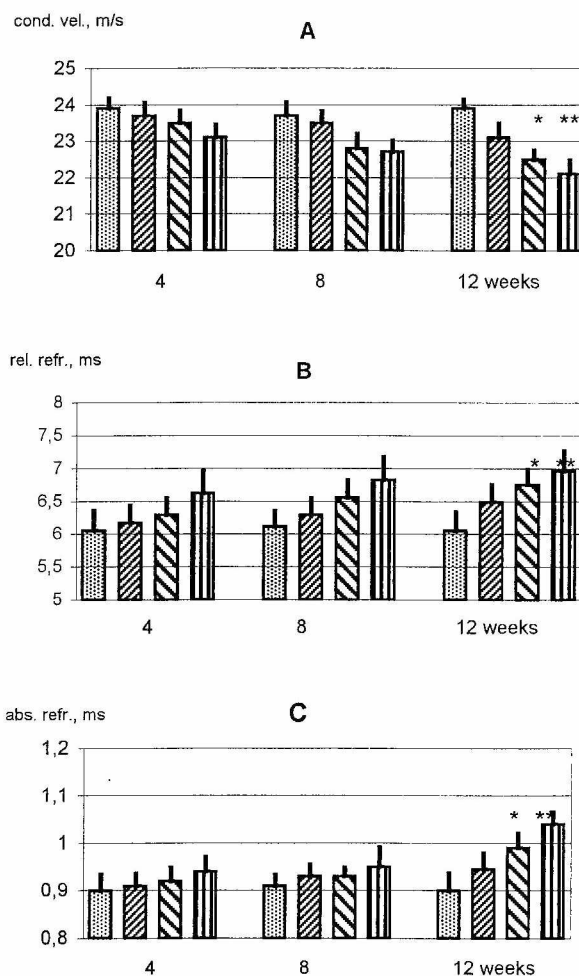 cond. vel., m/s
A
25
24
23
22
21
20
* **
4 8 12 weeks
rel. refr., ms
B
8
7,5
7
6,5
6
5,5
5
* **
4 8 12 weeks
abs. refr., ms
C
1,2
1,1
1
0,9
0,8
* **
4 8 12 weeks